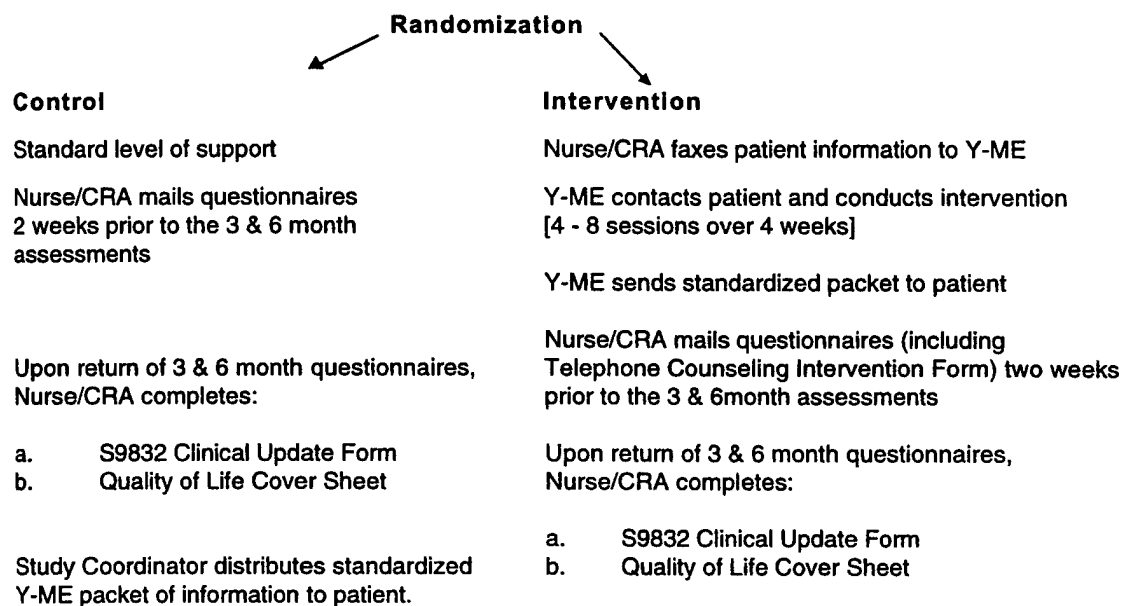 Randomization
Control
Standard level of support
Nurse/CRA mails questionnaires
2 weeks prior to the 3 & 6 month
assessments
Upon return of 3 & 6 month questionnaires,
Nurse/CRA completes:
a. S9832 Clinical Update Form
b. Quality of Life Cover Sheet
Study Coordinator distributes standardized
Y-ME packet of information to patient.
Intervention
Nurse/CRA faxes patient information to Y-ME
Y-ME contacts patient and conducts intervention
[4 - 8 sessions over 4 weeks]
Y-ME sends standardized packet to patient
Nurse/CRA mails questionnaires (including
Telephone Counseling Intervention Form) two weeks
prior to the 3 & 6month assessments
Upon return of 3 & 6 month questionnaires,
Nurse/CRA completes:
a. S9832 Clinical Update Form
b. Quality of Life Cover Sheet